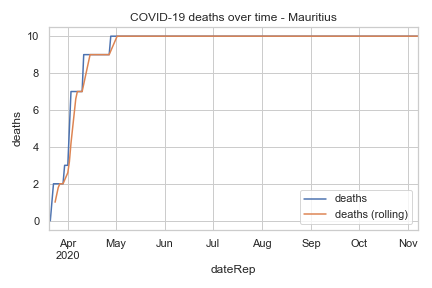 COVID-19 deaths over time - Mauritius
deaths
10
8
6
4
2
0
Apr May Jun Jul Aug Sep Oct Nov
2020
dateRep
deaths
deaths (rolling)